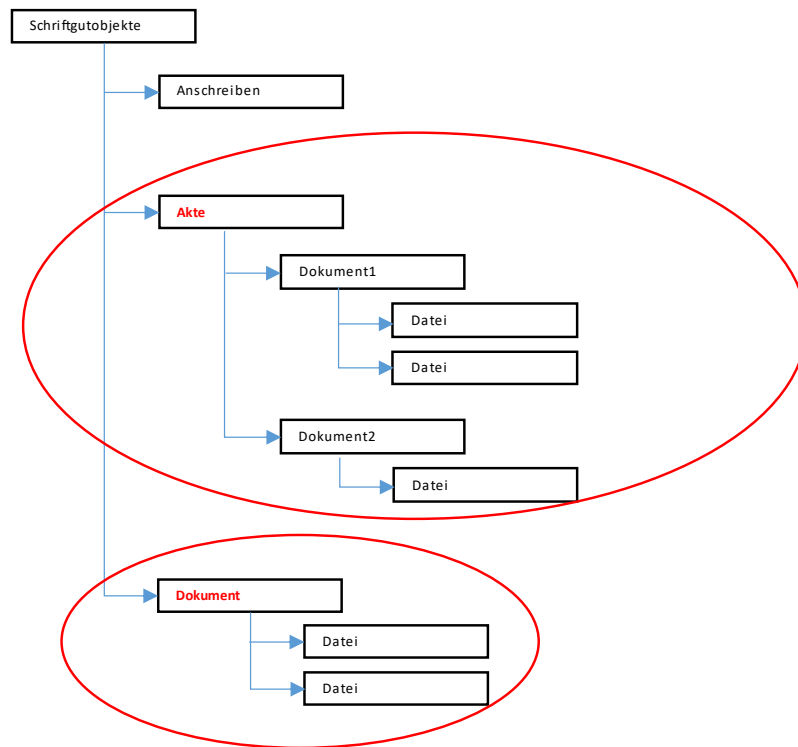 Schriftgutobjekte
Anschreiben
Akte
Dokument1
Datei
Datei
Dokument2
Datei
Dokument
Datei
Datei